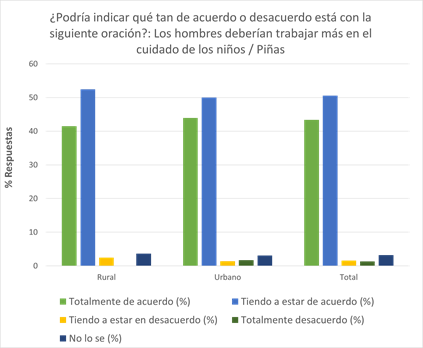 ¿Podría indicar qué tan de acuerdo o desacuerdo está con la
siguiente oración?: Los hombres deberían trabajar más en el
cuidado de los niños / Piñas
60
50
40
30
20
10
0
% Respuestas
Rural
Urbano
Total
Totalmente de acuerdo (%)
Tiendo a estar de acuerdo (%)
Tiendo a estar en desacuerdo (%)
Totalmente desacuerdo (%)
No lo se (%)